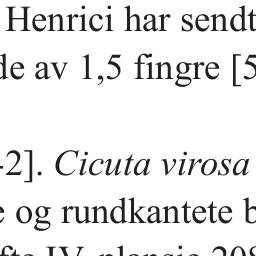 Henrici har sendt
de av 1,5 fingre [5
-2]. Cicuta virosa
e og rundkantete b